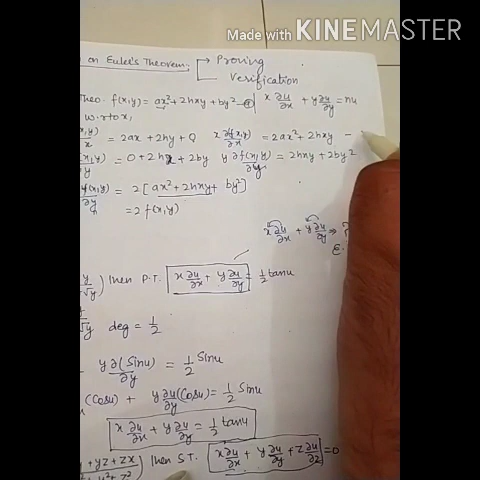 Made with KINEMASTER
on Euler's Theorem: → Proving
→ Verification
Theo. f(x,y) = ax² + 2hxy + by² x ∂u/∂x + y ∂u/∂y = nu
w.r.to x,
= 2ax + 2hy + 0 x ∂f(x,y)/∂x = 2ax² + 2hxy -
= 0 + 2hx + 2by y ∂f(x,y)/∂y = 2hxy + 2by²
∂f(x,y)/∂y = 2[ax² + 2hxy + by²]
= 2f(x,y)
x ∂u/∂x + y ∂u/∂y ⇒
then P.T. x ∂u/∂x + y ∂u/∂y = 1/2 tanu
deg = 1/2
y ∂(Sinu)/∂y = 1/2 Sinu
(Cosu) + y ∂u/∂y (Cosu) = 1/2 Sinu
x ∂u/∂x + y ∂u/∂y = 1/2 tanu
+ yz + zx) then S.T. x ∂u/∂x + y ∂u/∂y + z ∂u/∂z = 0